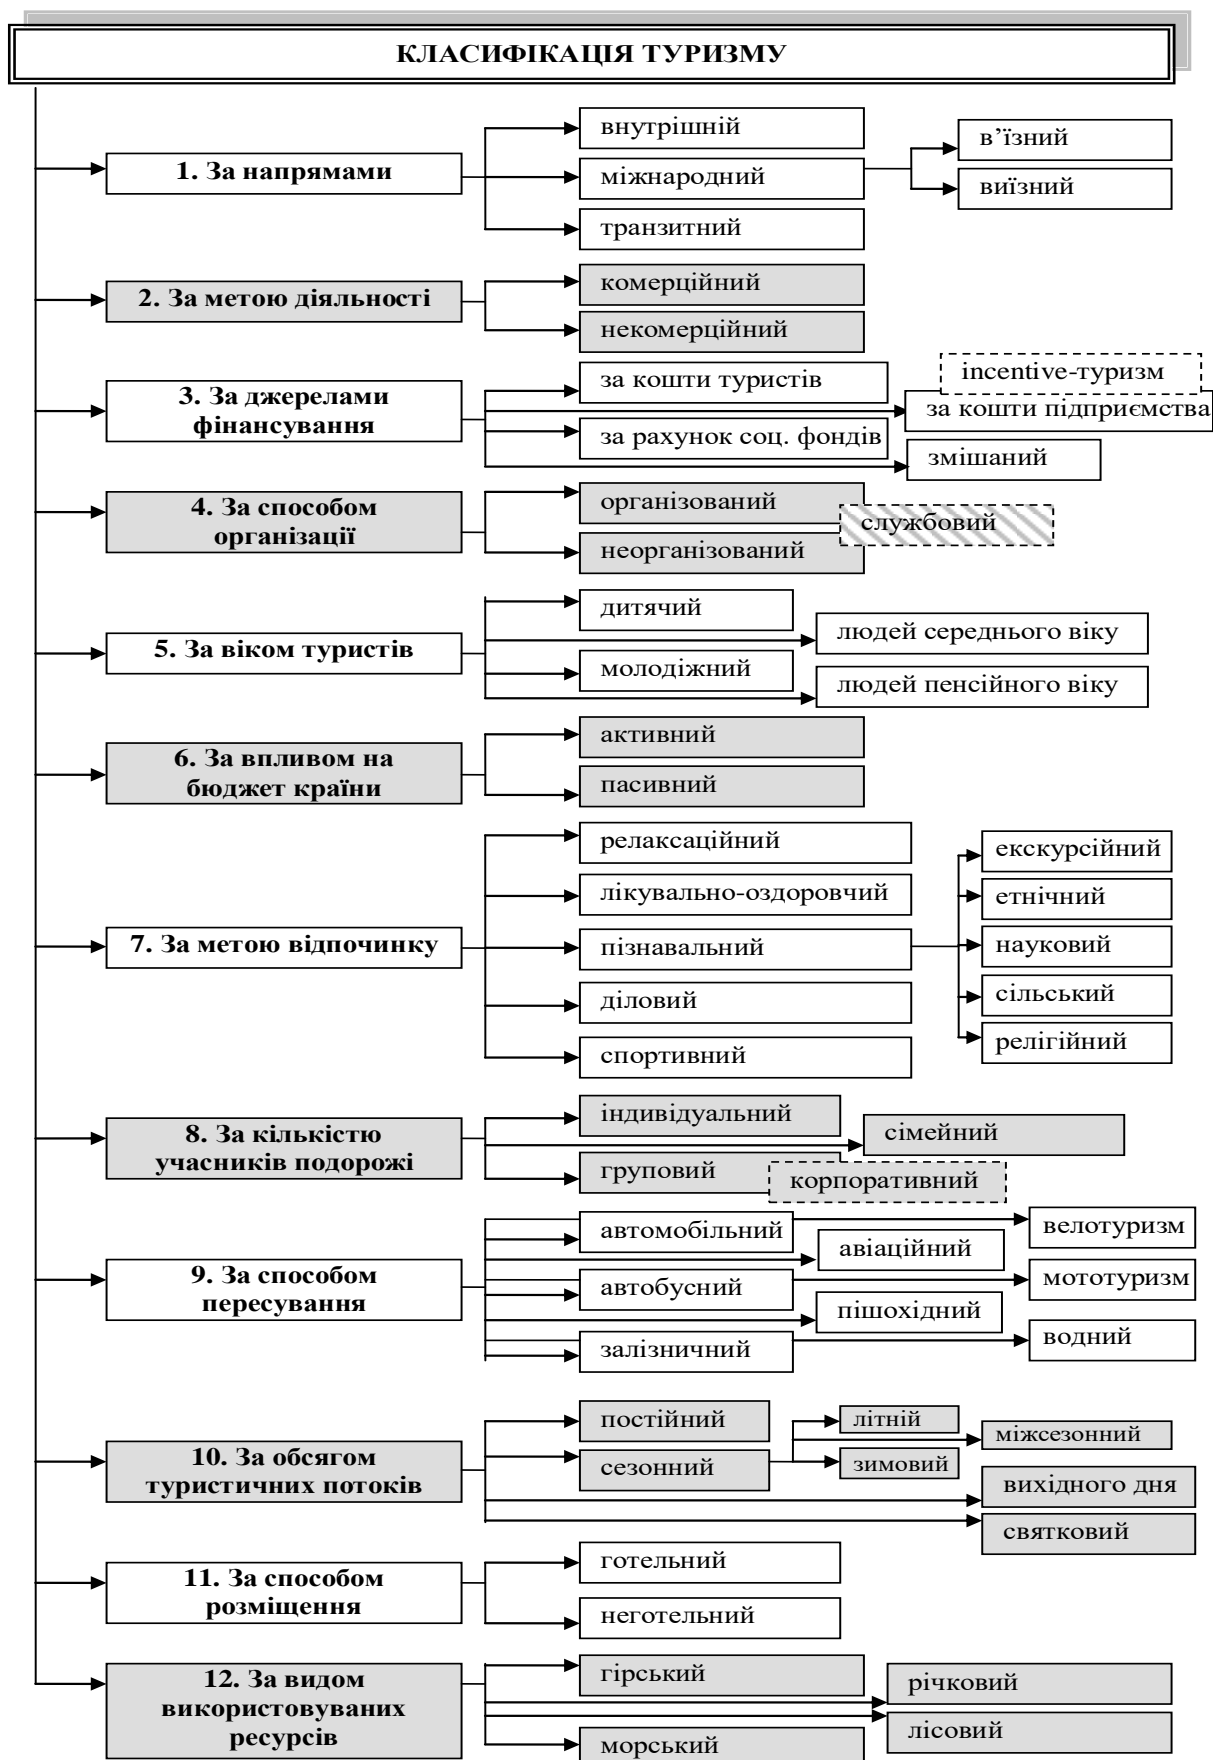 КЛАСИФІКАЦІЯ ТУРИЗМУ
1. За напрямами
внутрішній
міжнародний
транзитний
в’їзний
виїзний
2. За метою діяльності
комерційний
некомерційний
3. За джерелами
фінансування
за кошти туристів
за рахунок соц. фондів
incentive-туризм
за кошти підприємства
змішаний
4. За способом
організації
організований
неорганізований
службовий
5. За віком туристів
дитячий
молодіжний
людей середнього віку
людей пенсійного віку
6. За впливом на
бюджет країни
активний
пасивний
7. За метою відпочинку
релаксаційний
лікувально-оздоровчий
пізнавальний
діловий
спортивний
екскурсійний
етнічний
науковий
сільський
релігійний
8. За кількістю
учасників подорожі
індивідуальний
груповий
сімейний
корпоративний
9. За способом
пересування
автомобільний
автобусний
залізничний
авіаційний
пішохідний
велотуризм
мототуризм
водний
10. За обсягом
туристичних потоків
постійний
сезонний
літній
зимовий
міжсезонний
вихідного дня
святковий
11. За способом
розміщення
готельний
неготельний
12. За видом
використовуваних
ресурсів
гірський
морський
річковий
лісовий